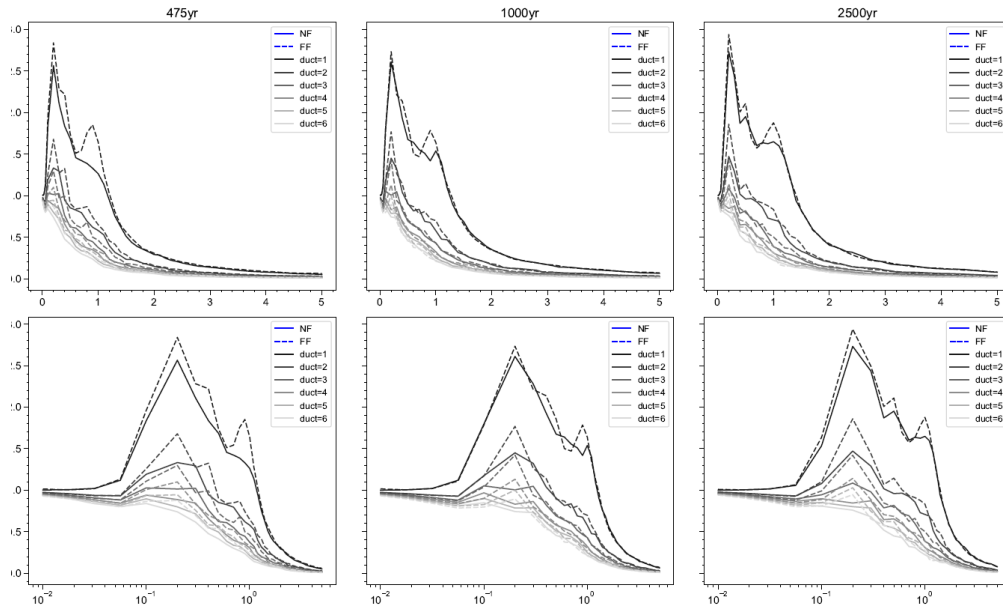 475yr
1000yr
2500yr
NF
FF
duct=1
duct=2
duct=3
duct=4
duct=5
duct=6
NF
FF
duct=1
duct=2
duct=3
duct=4
duct=5
duct=6
NF
FF
duct=1
duct=2
duct=3
duct=4
duct=5
duct=6
0 1 2 3 4 5
0 1 2 3 4 5
0 1 2 3 4 5
NF
FF
duct=1
duct=2
duct=3
duct=4
duct=5
duct=6
NF
FF
duct=1
duct=2
duct=3
duct=4
duct=5
duct=6
NF
FF
duct=1
duct=2
duct=3
duct=4
duct=5
duct=6
10⁻² 10⁻¹ 10⁰
10⁻² 10⁻¹ 10⁰
10⁻² 10⁻¹ 10⁰